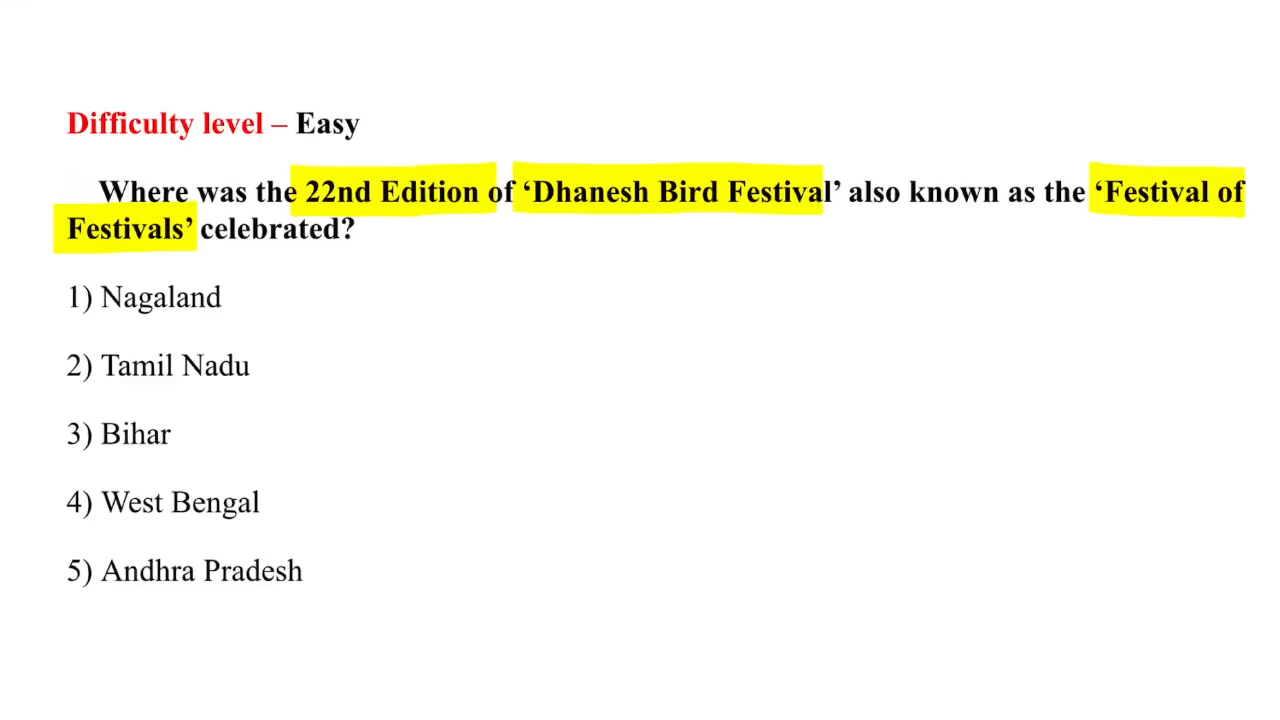 Difficulty level – Easy
Where was the 22nd Edition of ‘Dhanesh Bird Festival’ also known as the ‘Festival of
Festivals’ celebrated?
1) Nagaland
2) Tamil Nadu
3) Bihar
4) West Bengal
5) Andhra Pradesh